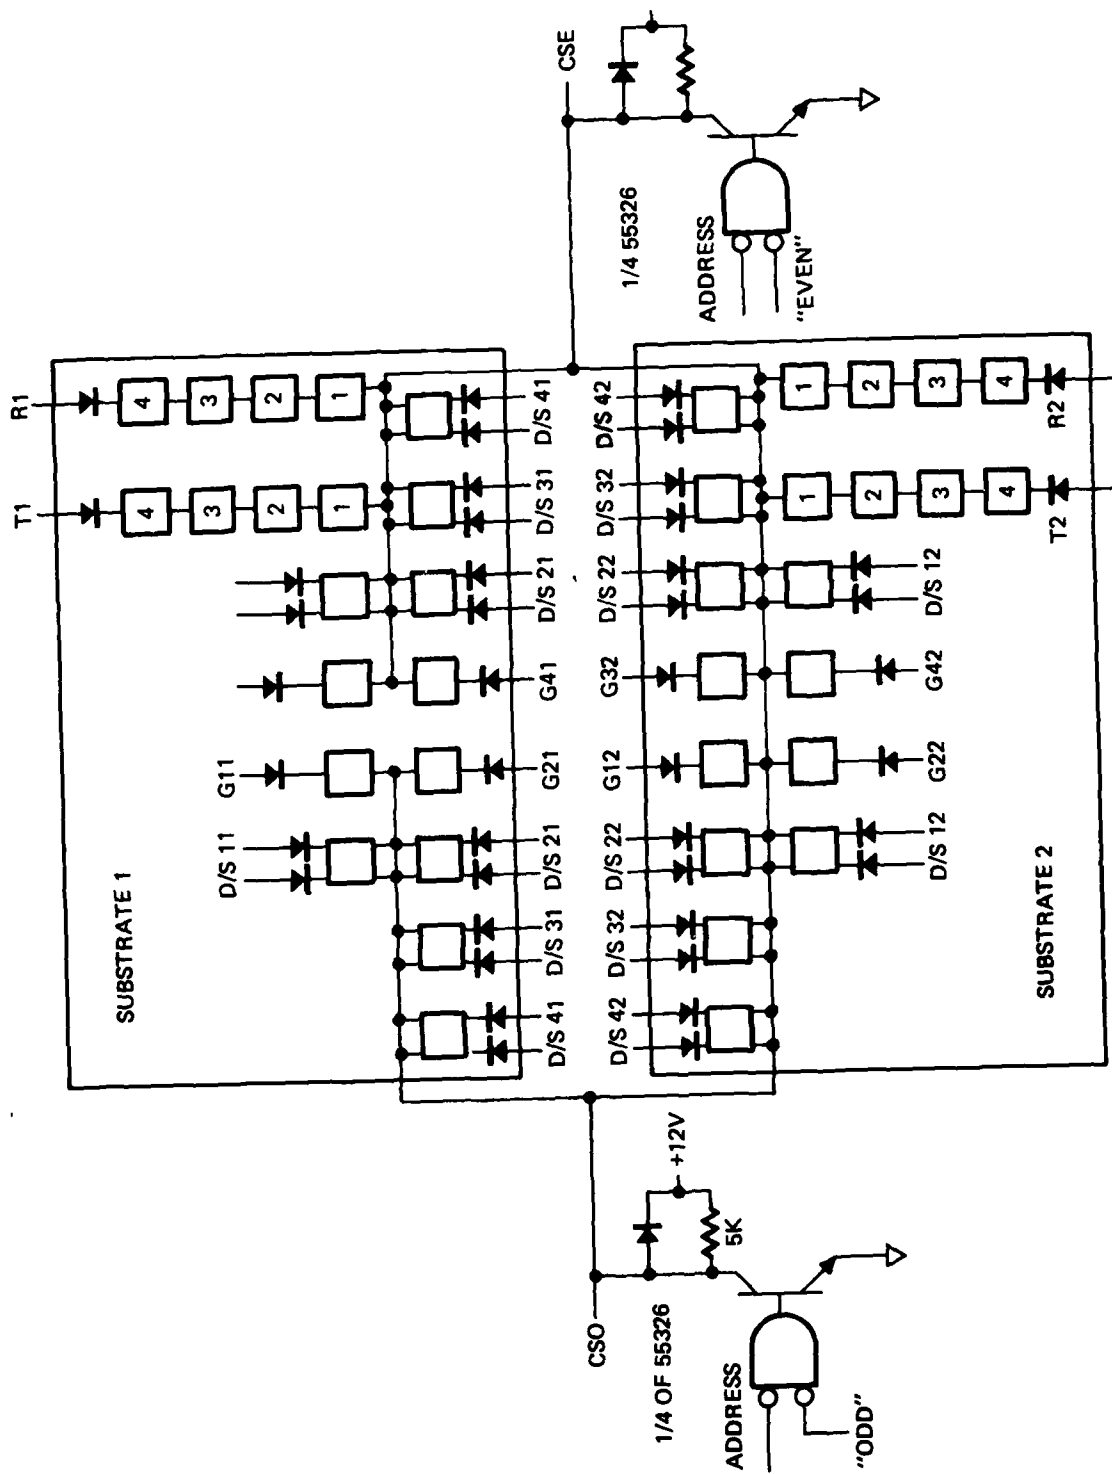 T1 R1
SUBSTRATE 1
4 4
3 3
D/S 11 G11
2 2
1 1
D/S 41 D/S 31 D/S 21 G21 G41 D/S 21 D/S 31 D/S 41
CSE
CSO
D/S 42 D/S 32 D/S 22 G12 G32 D/S 22 D/S 32 D/S 42
1/4 55326
1/4 OF 55326
+12V
5K
ADDRESS
ADDRESS
"EVEN"
"ODD"
1 1
2 2
D/S 12 G22 G42 D/S 12
3 3
4 4
SUBSTRATE 2
T2 R2